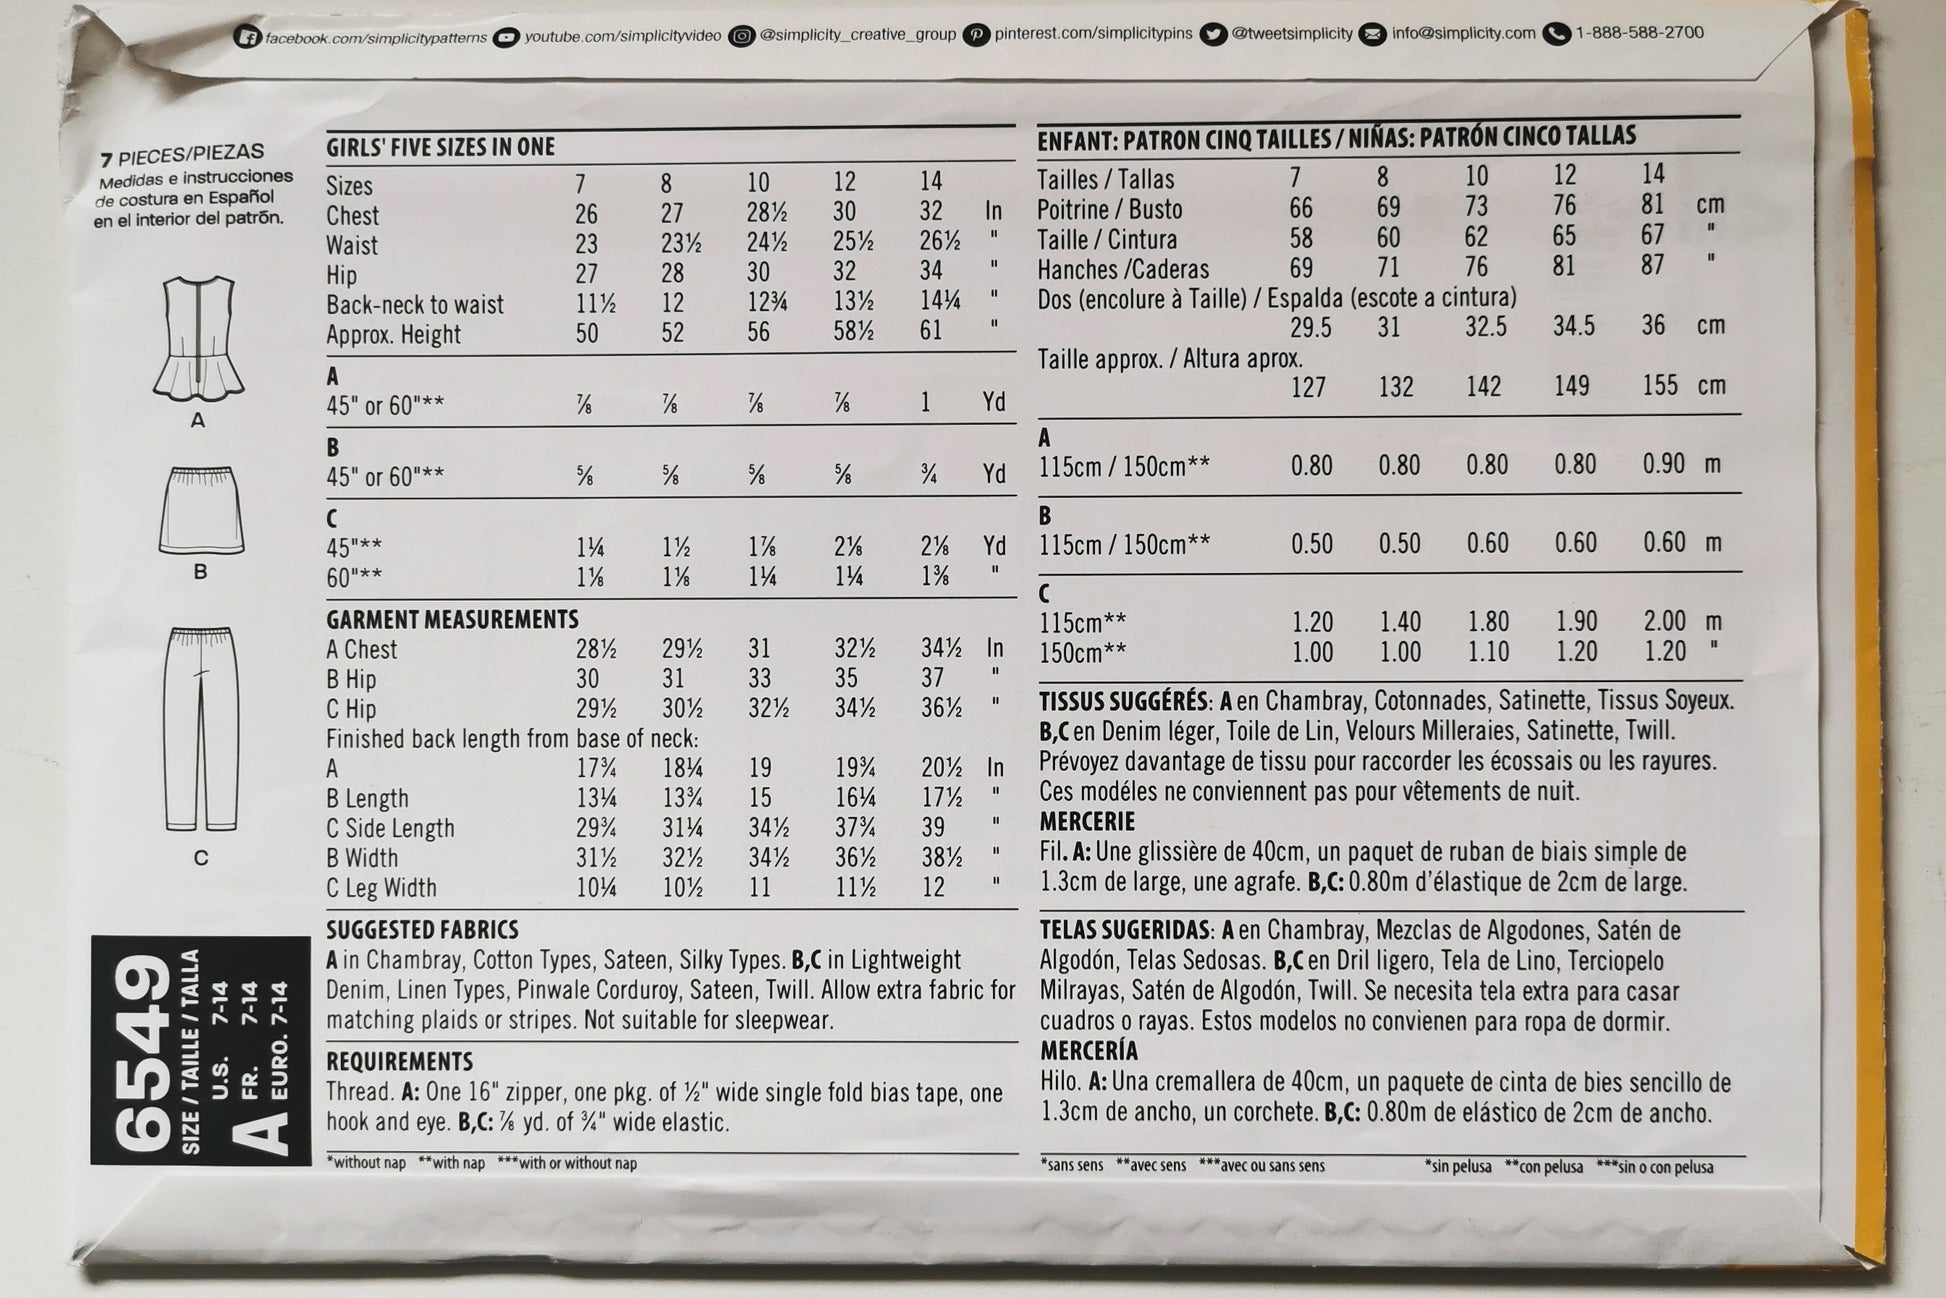 facebook.com/simplicitypatterns youtube.com/simplicityvideo @simplicity_creative_group pinterest.com/simplicitypins @tweetsimplicity info@simplicity.com 1-888-588-2700
7 PIECES/PIEZAS
Medidas e instrucciones
de costura en Español
en el interior del patrón.
A
B
C
6549
SIZE / TAILLE / TALLA
U.S. 7-14
FR. 7-14
A EURO. 7-14
GIRLS' FIVE SIZES IN ONE
Sizes 7 8 10 12 14
Chest 26 27 28½ 30 32 In
Waist 23 23½ 24½ 25½ 26½ "
Hip 27 28 30 32 34 "
Back-neck to waist 11½ 12 12¾ 13½ 14¼ "
Approx. Height 50 52 56 58½ 61 "
A
45" or 60"** ⅞ ⅞ ⅞ ⅞ 1 Yd
B
45" or 60"** ⅝ ⅝ ⅝ ⅝ ¾ Yd
C
45"** 1¼ 1½ 1⅞ 2⅛ 2⅛ Yd
60"** 1⅛ 1⅛ 1¼ 1¼ 1⅜ "
GARMENT MEASUREMENTS
A Chest 28½ 29½ 31 32½ 34½ In
B Hip 30 31 33 35 37 "
C Hip 29½ 30½ 32½ 34½ 36½ "
Finished back length from base of neck:
A 17¾ 18¼ 19 19¾ 20½ In
B Length 13¼ 13¾ 15 16¼ 17½ "
C Side Length 29¾ 31¼ 34½ 37¾ 39 "
B Width 31½ 32½ 34½ 36½ 38½ "
C Leg Width 10¼ 10½ 11 11½ 12 "
SUGGESTED FABRICS
A in Chambray, Cotton Types, Sateen, Silky Types. B,C in Lightweight
Denim, Linen Types, Pinwale Corduroy, Sateen, Twill. Allow extra fabric for
matching plaids or stripes. Not suitable for sleepwear.
REQUIREMENTS
Thread. A: One 16" zipper, one pkg. of ½" wide single fold bias tape, one
hook and eye. B,C: ⅞ yd. of ¾" wide elastic.
*without nap **with nap ***with or without nap
ENFANT: PATRON CINQ TAILLES / NIÑAS: PATRÓN CINCO TALLAS
Tailles / Tallas 7 8 10 12 14
Poitrine / Busto 66 69 73 76 81 cm
Taille / Cintura 58 60 62 65 67 "
Hanches /Caderas 69 71 76 81 87 "
Dos (encolure à Taille) / Espalda (escote a cintura)
29.5 31 32.5 34.5 36 cm
Taille approx. / Altura aprox.
127 132 142 149 155 cm
A
115cm / 150cm** 0.80 0.80 0.80 0.80 0.90 m
B
115cm / 150cm** 0.50 0.50 0.60 0.60 0.60 m
C
115cm** 1.20 1.40 1.80 1.90 2.00 m
150cm** 1.00 1.00 1.10 1.20 1.20 "
TISSUS SUGGÉRÉS: A en Chambray, Cotonnades, Satinette, Tissus Soyeux.
B,C en Denim léger, Toile de Lin, Velours Milleraies, Satinette, Twill.
Prévoyez davantage de tissu pour raccorder les écossais ou les rayures.
Ces modéles ne conviennent pas pour vêtements de nuit.
MERCERIE
Fil. A: Une glissière de 40cm, un paquet de ruban de biais simple de
1.3cm de large, une agrafe. B,C: 0.80m d'élastique de 2cm de large.
TELAS SUGERIDAS: A en Chambray, Mezclas de Algodones, Satén de
Algodón, Telas Sedosas. B,C en Dril ligero, Tela de Lino, Terciopelo
Milrayas, Satén de Algodón, Twill. Se necesita tela extra para casar
cuadros o rayas. Estos modelos no convienen para ropa de dormir.
MERCERÍA
Hilo. A: Una cremallera de 40cm, un paquete de cinta de bies sencillo de
1.3cm de ancho, un corchete. B,C: 0.80m de elástico de 2cm de ancho.
*sans sens **avec sens ***avec ou sans sens *sin pelusa **con pelusa ***sin o con pelusa